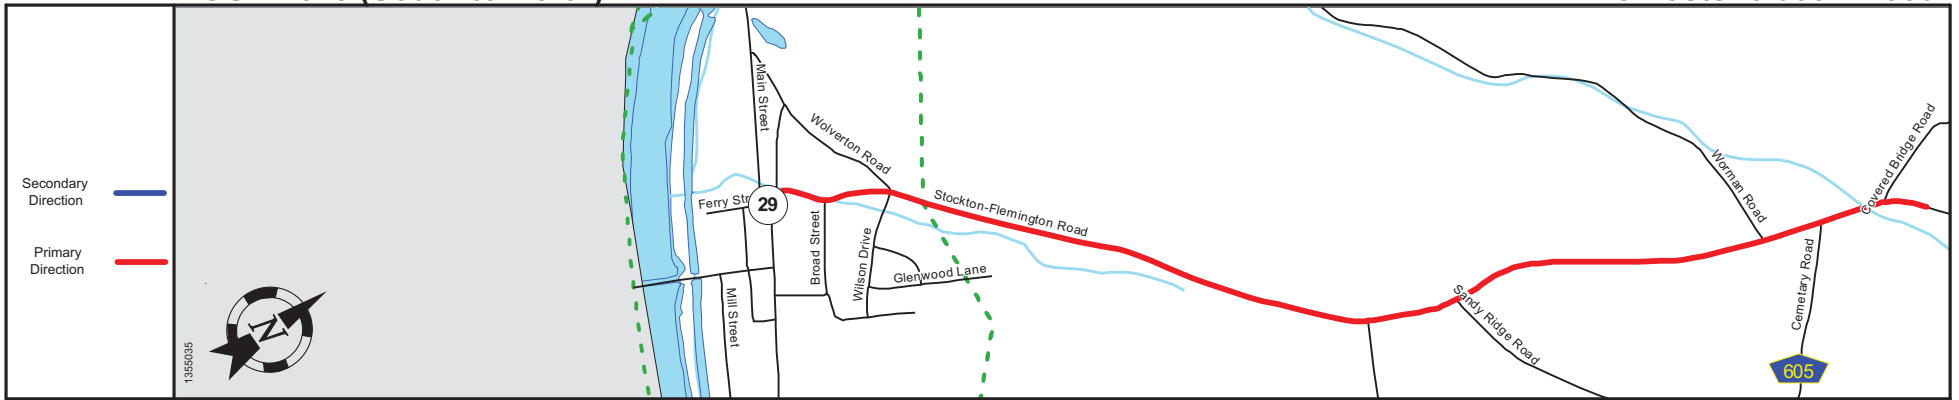 Secondary
Direction
Primary
Direction
1355035
N
Main Street
Wolverton Road
Ferry
29
Broad Street
Wilson Drive
Glenwood Lane
Mill Street
Stockton-Flemington Road
Sandy Ridge Road
Worman Road
Covered Bridge Road
Cemetary Road
605